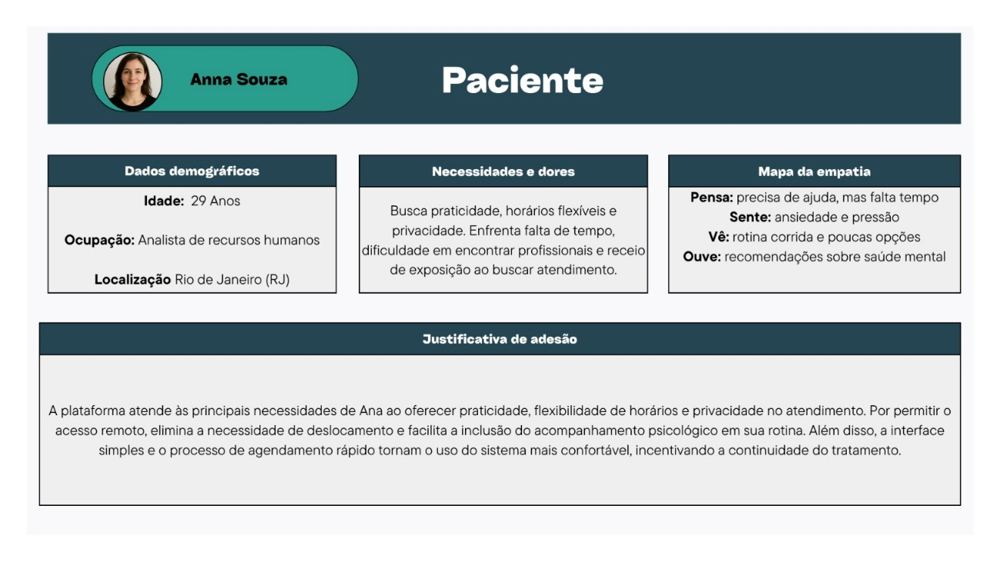 Anna Souza
Paciente
Dados demográficos
Idade: 29 Anos
Ocupação: Analista de recursos humanos
Localização Rio de Janeiro (RJ)
Necessidades e dores
Busca praticidade, horários flexíveis e
privacidade. Enfrenta falta de tempo,
dificuldade em encontrar profissionais e receio
de exposição ao buscar atendimento.
Mapa da empatia
Pensa: precisa de ajuda, mas falta tempo
Sente: ansiedade e pressão
Vê: rotina corrida e poucas opções
Ouve: recomendações sobre saúde mental
Justificativa de adesão
A plataforma atende às principais necessidades de Ana ao oferecer praticidade, flexibilidade de horários e privacidade no atendimento. Por permitir o
acesso remoto, elimina a necessidade de deslocamento e facilita a inclusão do acompanhamento psicológico em sua rotina. Além disso, a interface
simples e o processo de agendamento rápido tornam o uso do sistema mais confortável, incentivando a continuidade do tratamento.